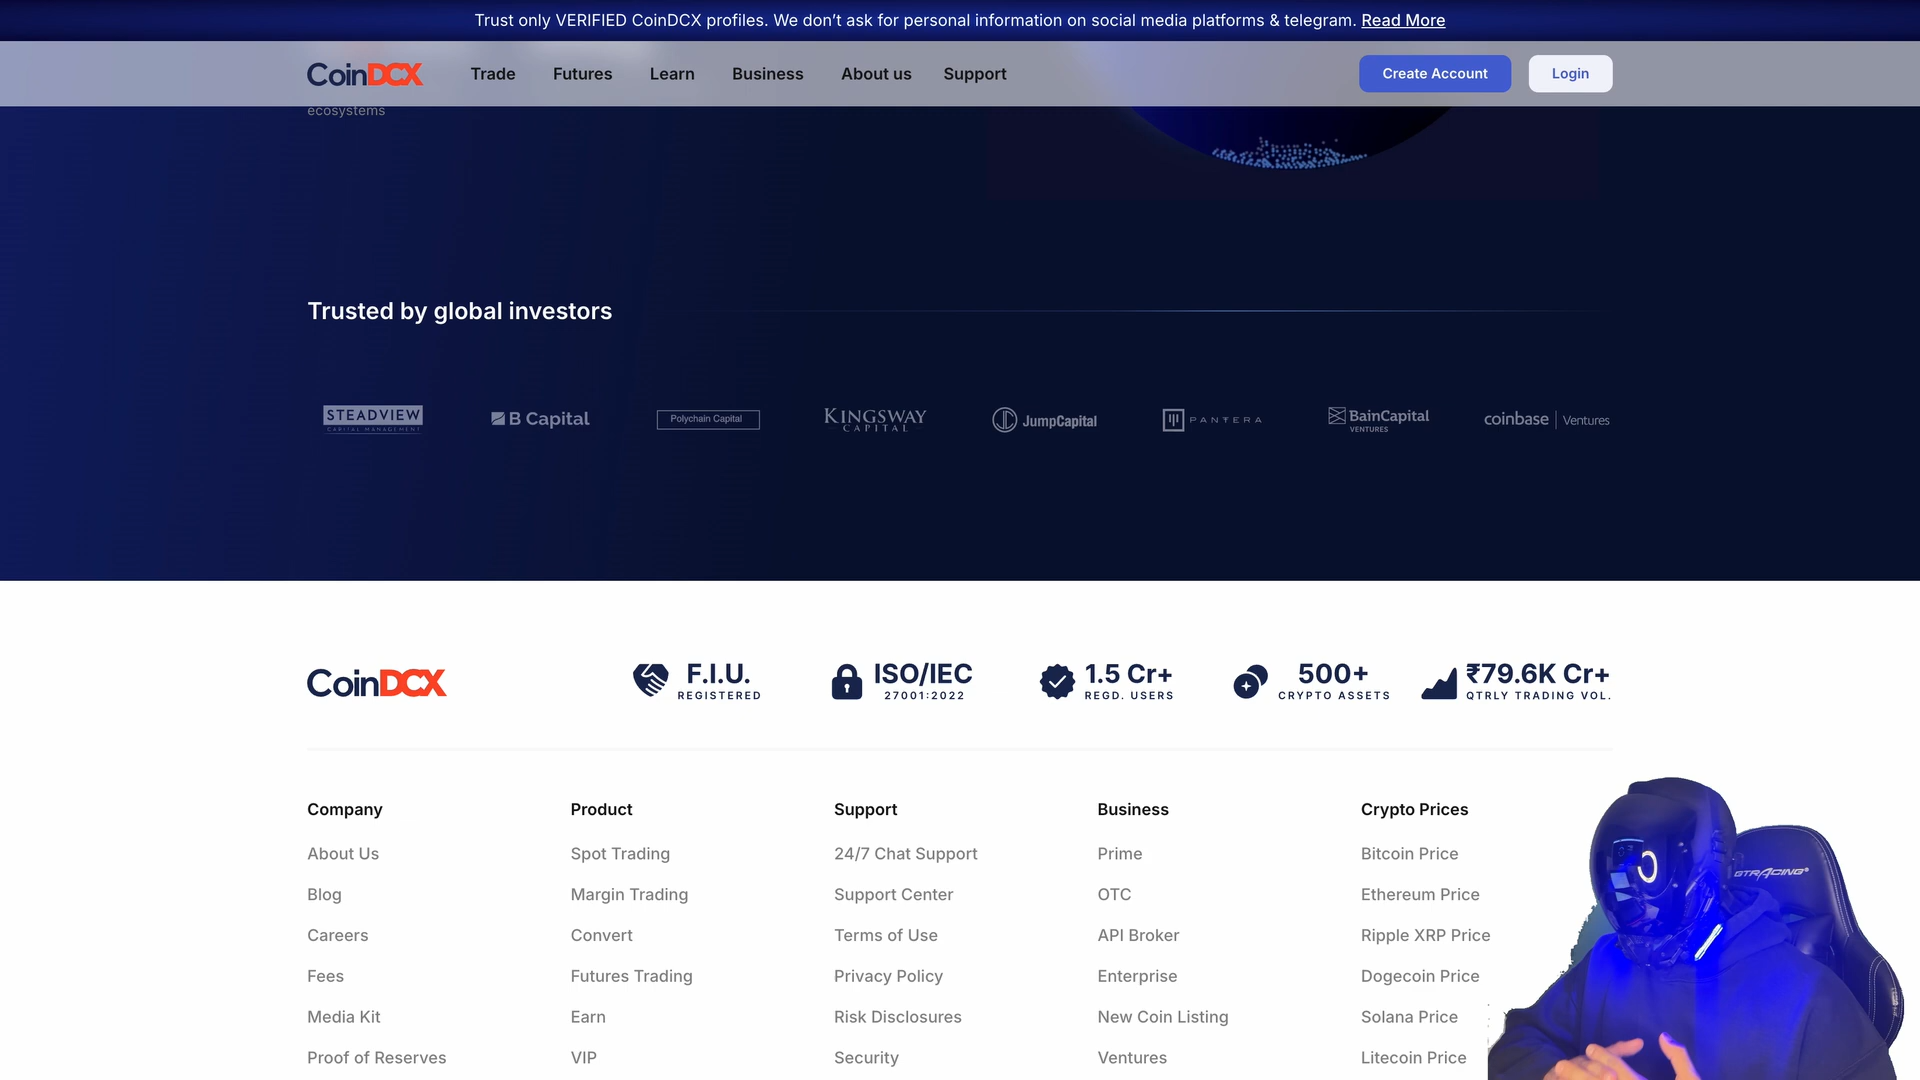 Trust only VERIFIED CoinDCX profiles. We don't ask for personal information on social media platforms & telegram. Read More
CoinDCX Trade Futures Learn Business About us Support Create Account Login
ecosystems
Trusted by global investors
STEADVIEW B Capital Polychain Capital KINGSWAY JumpCapital PANTERA BainCapital coinbase | Ventures
CAPITAL MANAGEMENT CAPITAL VENTURES
CoinDCX F.I.U. ISO/IEC 1.5 Cr+ 500+ ₹79.6K Cr+
REGISTERED 27001:2022 REGD. USERS CRYPTO ASSETS QTRLY TRADING VOL.
Company Product Support Business Crypto Prices
About Us Spot Trading 24/7 Chat Support Prime Bitcoin Price
GTRACING
Blog Margin Trading Support Center OTC Ethereum Price
Careers Convert Terms of Use API Broker Ripple XRP Price
Fees Futures Trading Privacy Policy Enterprise Dogecoin Price
Media Kit Earn Risk Disclosures New Coin Listing Solana Price
Proof of Reserves VIP Security Ventures Litecoin Price